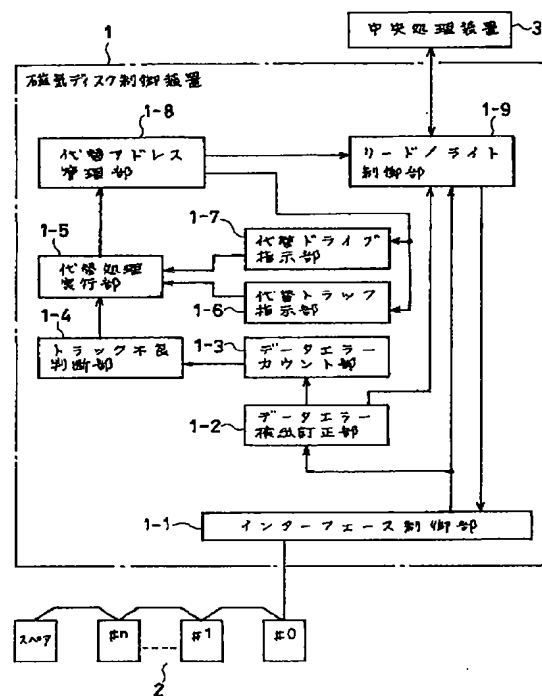 1
中央処理装置
3
磁気ディスク制御装置
1-8
代替アドレス
管理部
1-9
リード/ライト
制御部
1-7
代替ドライブ
指示部
1-5
代替処理
実行部
1-6
代替トラック
指示部
1-4
トラック不良
判断部
1-3
データエラー
カウント部
1-2
データエラー
検出訂正部
1-1
インターフェース制御部
スペア
#n
#1
#0
2